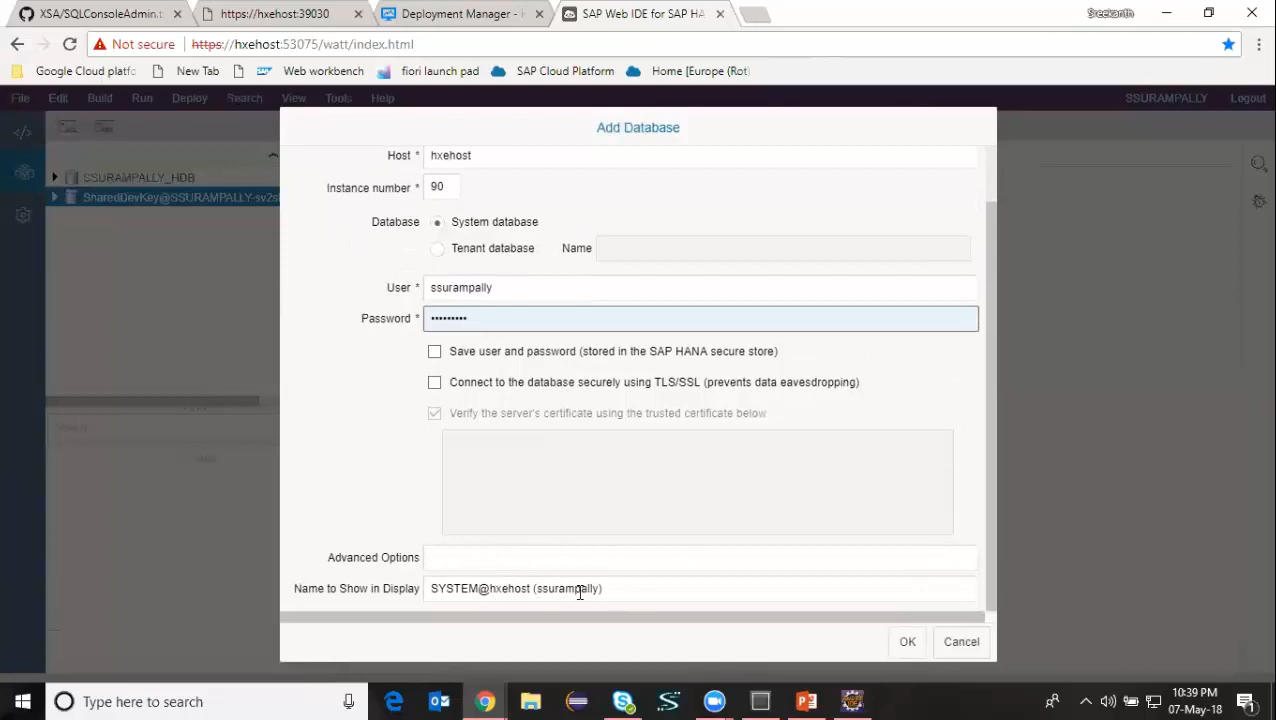 XSA/SQLConsoleAdmin.t
https://hxehost:39030
Deployment Manager -
SAP Web IDE for SAP HA
Sreekanth
Not secure
https://hxehost:53075/watt/index.html
Google Cloud platfc
New Tab
Web workbench
fiori launch pad
SAP Cloud Platform
Home [Europe (Rot)
File Edit Build Run Deploy Search View Tools Help
SSURAMPALLY Logout
Add Database
SSURAMPALLY_HDB
SharedDevKey@SSURAMPALLY-sv2s
Host * hxehost
Instance number * 90
Database System database
Tenant database Name
User * ssurampally
Password * •••••••••
Save user and password (stored in the SAP HANA secure store)
Connect to the database securely using TLS/SSL (prevents data eavesdropping)
Verify the server's certificate using the trusted certificate below
Advanced Options
Name to Show in Display SYSTEM@hxehost (ssurampally)
OK Cancel
Type here to search
10:39 PM
07-May-18